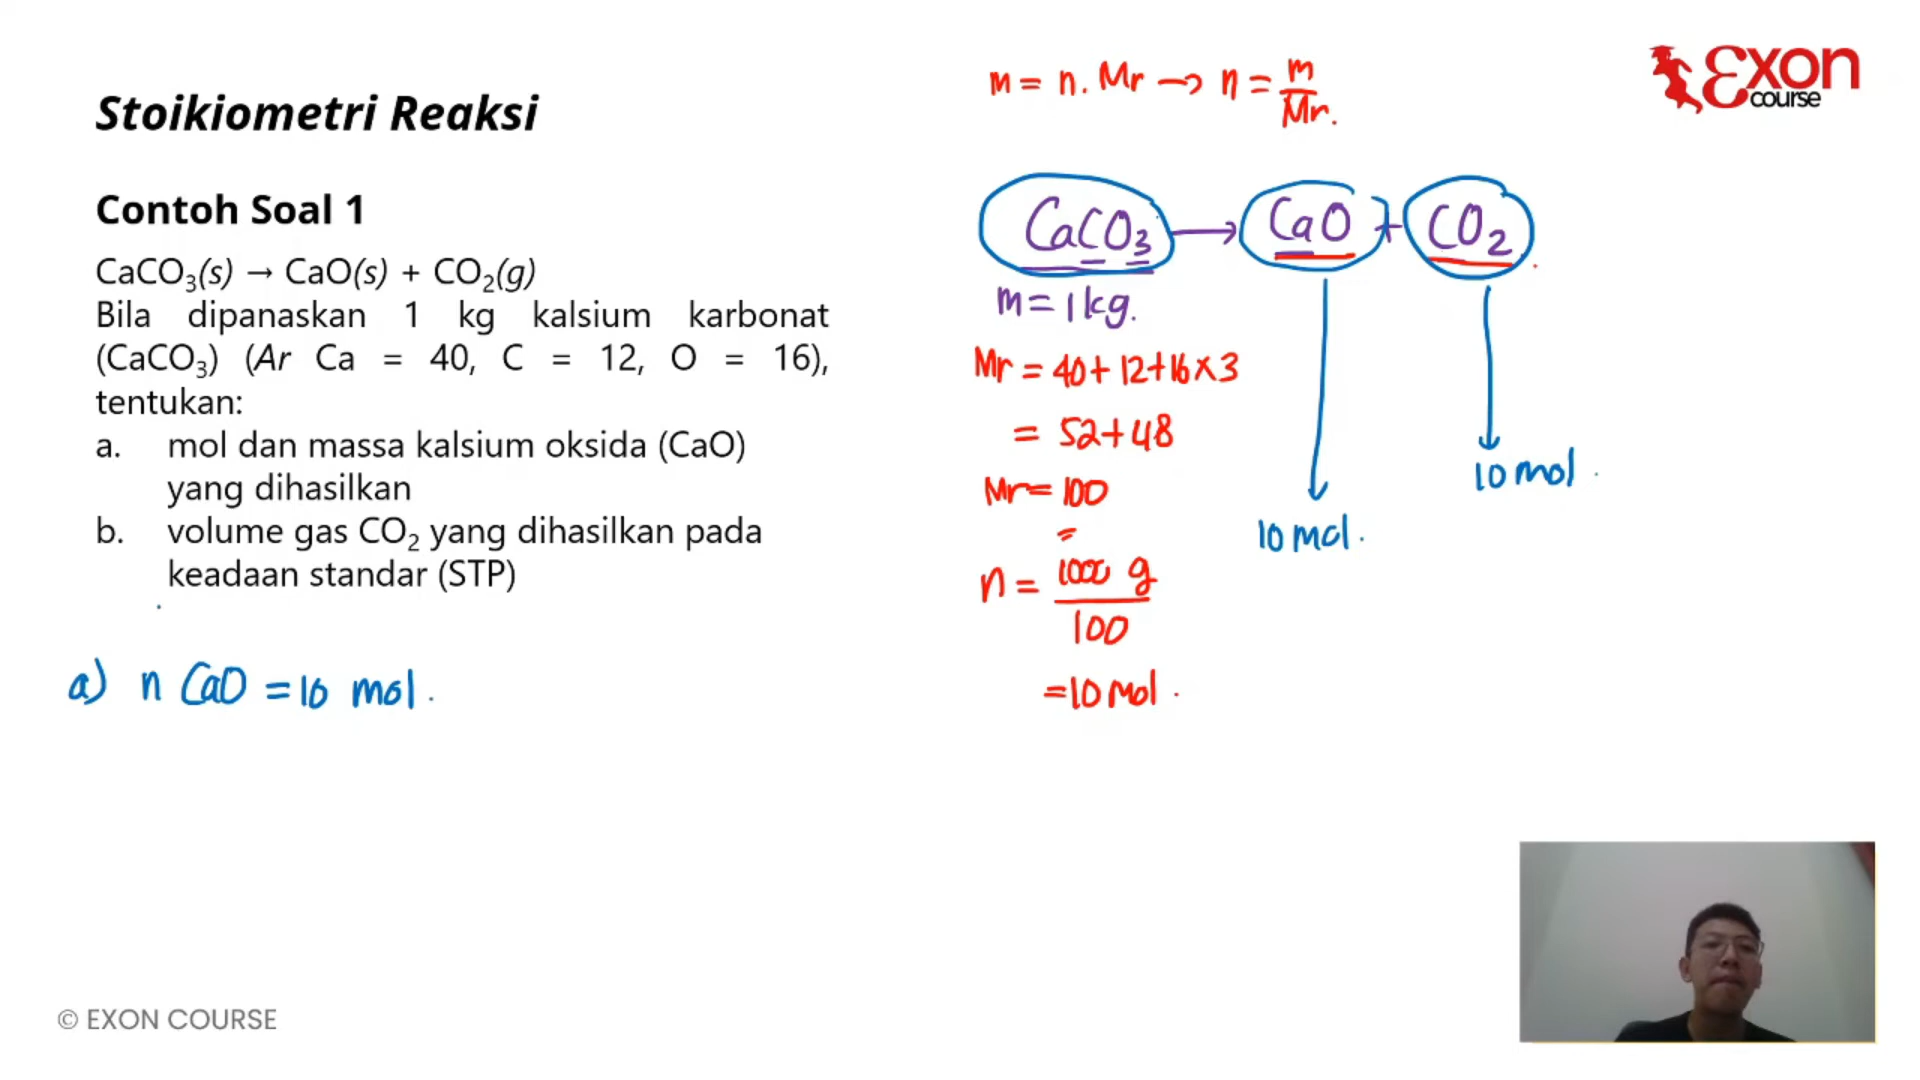 Stoikiometri Reaksi
Contoh Soal 1
CaCO₃(s) → CaO(s) + CO₂(g)
Bila dipanaskan 1 kg kalsium karbonat
(CaCO₃) (Ar Ca = 40, C = 12, O = 16),
tentukan:
a. mol dan massa kalsium oksida (CaO)
yang dihasilkan
b. volume gas CO₂ yang dihasilkan pada
keadaan standar (STP)
a) n CaO = 10 mol.
m = n. Mr → n = m/Mr.
CaCO₃ → CaO + CO₂
m = 1 kg.
Mr = 40 + 12 + 16 x 3
= 52 + 48
Mr = 100
=
n = 1000 g / 100
= 10 mol.
10 mol.
10 mol.
Exon
course
© EXON COURSE